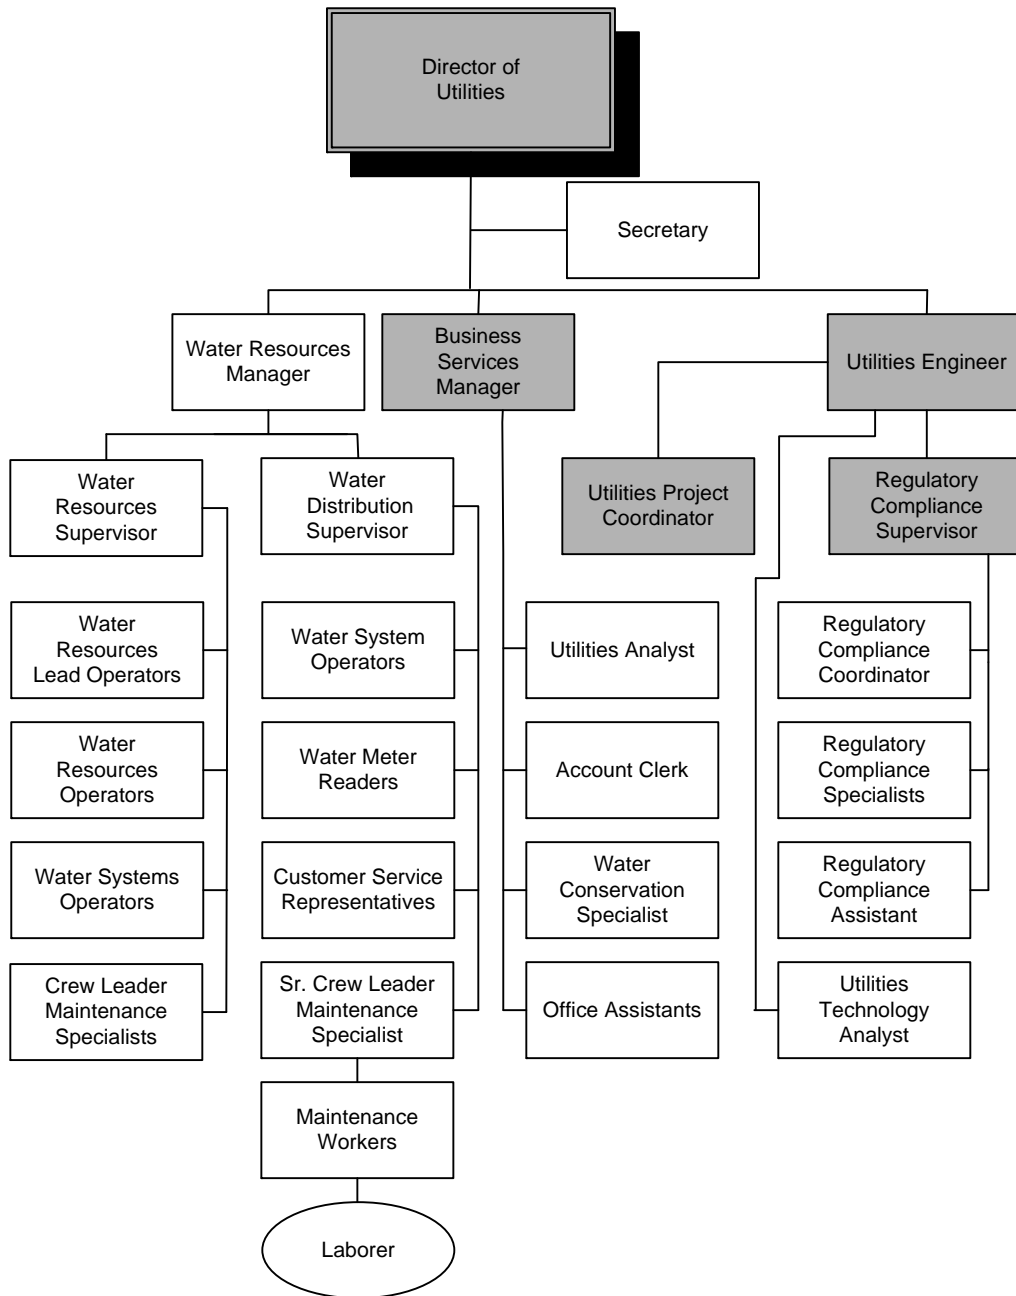 Director of
Utilities
Secretary
Water Resources
Manager
Business
Services
Manager
Utilities Engineer
Water
Resources
Supervisor
Water
Distribution
Supervisor
Utilities Project
Coordinator
Regulatory
Compliance
Supervisor
Water
Resources
Lead Operators
Water System
Operators
Utilities Analyst
Regulatory
Compliance
Coordinator
Water
Resources
Operators
Water Meter
Readers
Account Clerk
Regulatory
Compliance
Specialists
Water Systems
Operators
Customer Service
Representatives
Water
Conservation
Specialist
Regulatory
Compliance
Assistant
Crew Leader
Maintenance
Specialists
Sr. Crew Leader
Maintenance
Specialist
Office Assistants
Utilities
Technology
Analyst
Maintenance
Workers
Laborer